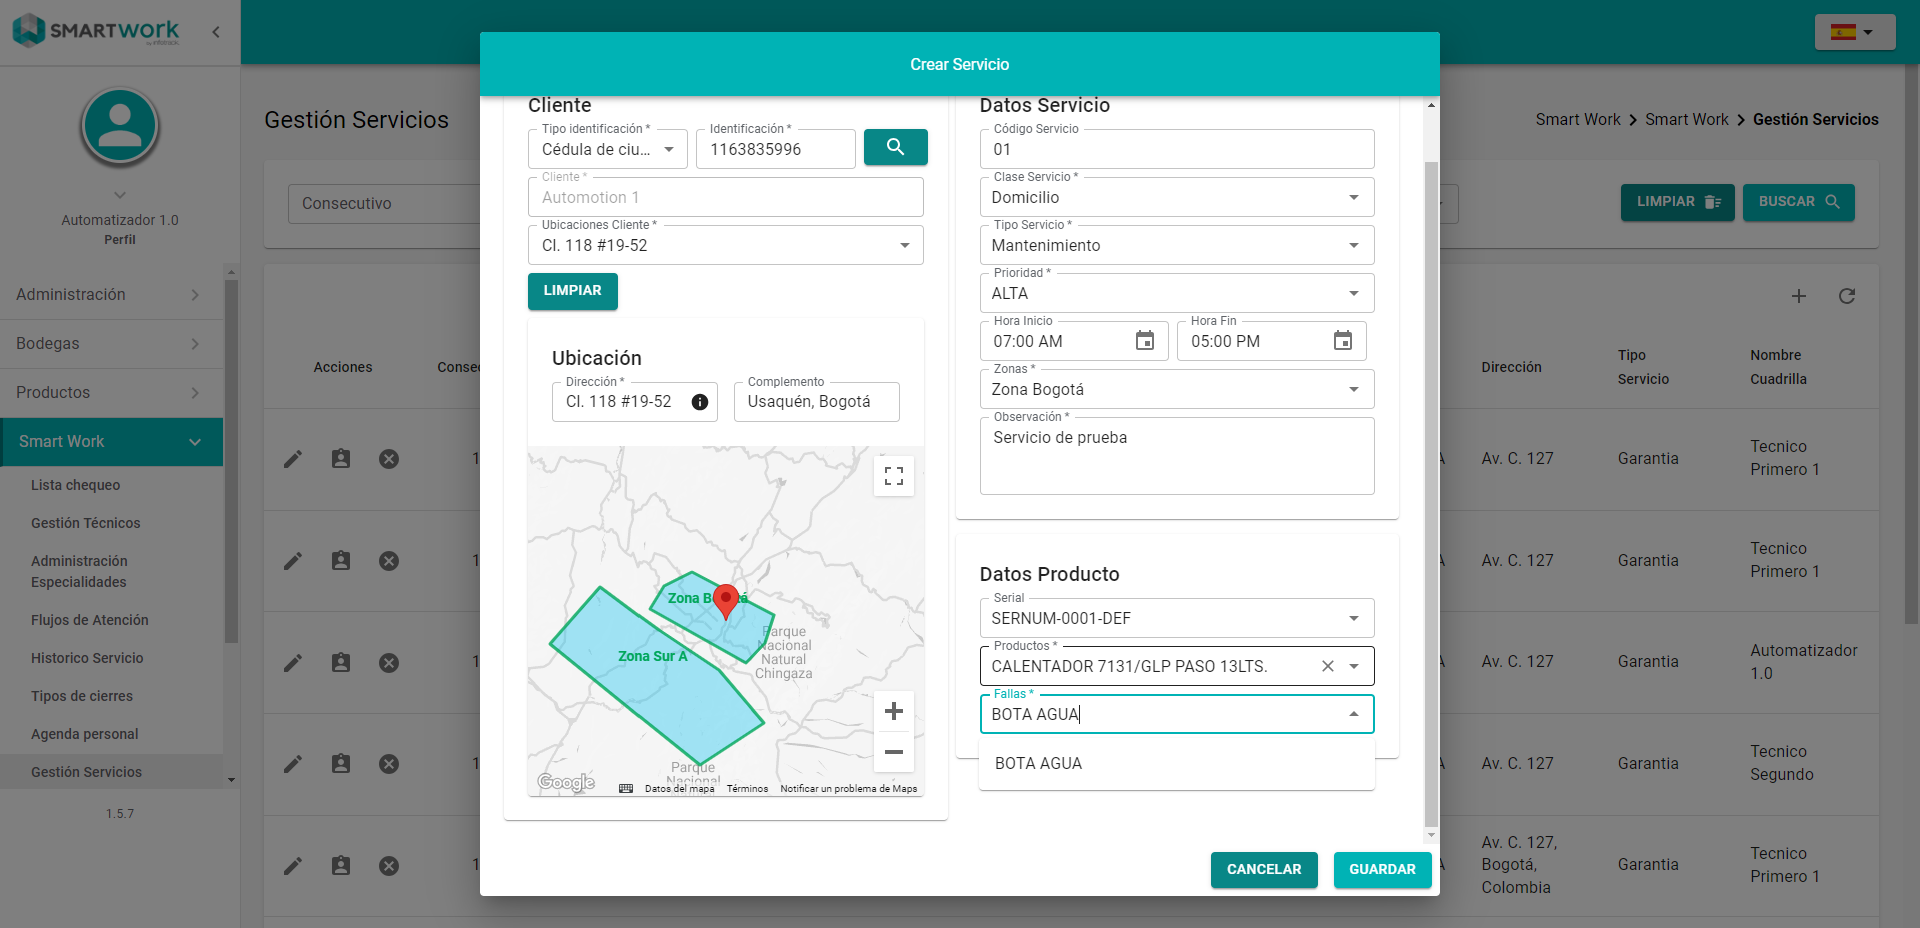 SMARTWORK
by infotrack
Automatizador 1.0
Perfil
Administración
Bodegas
Productos
Smart Work
Lista chequeo
Gestión Técnicos
Administración
Especialidades
Flujos de Atención
Historico Servicio
Tipos de cierres
Agenda personal
Gestión Servicios
1.5.7
Gestión Servicios
Smart Work > Smart Work > Gestión Servicios
Consecutivo
LIMPIAR
BUSCAR
Acciones
Dirección
Tipo
Servicio
Nombre
Cuadrilla
Av. C. 127
Garantia
Tecnico
Primero 1
Av. C. 127
Garantia
Tecnico
Primero 1
Av. C. 127
Garantia
Automatizador
1.0
Av. C. 127
Garantia
Tecnico
Segundo
Av. C. 127,
Bogotá,
Colombia
Garantia
Tecnico
Primero 1
Crear Servicio
Cliente
Tipo identificación *
Cédula de ciu...
Identificación *
1163835996
Cliente *
Automotion 1
Ubicaciones Cliente *
Cl. 118 #19-52
LIMPIAR
Ubicación
Dirección *
Cl. 118 #19-52
Complemento
Usaquén, Bogotá
Zona Sur A
Parque
Nacional
Natural
Chingaza
Parque
Nacional
Google
Datos del mapa
Términos
Notificar un problema de Maps
Datos Servicio
Código Servicio
01
Clase Servicio *
Domicilio
Tipo Servicio *
Mantenimiento
Prioridad *
ALTA
Hora Inicio
07:00 AM
Hora Fin
05:00 PM
Zonas *
Zona Bogotá
Observación *
Servicio de prueba
Datos Producto
Serial
SERNUM-0001-DEF
Productos *
CALENTADOR 7131/GLP PASO 13LTS.
Fallas *
BOTA AGUA
BOTA AGUA
CANCELAR
GUARDAR